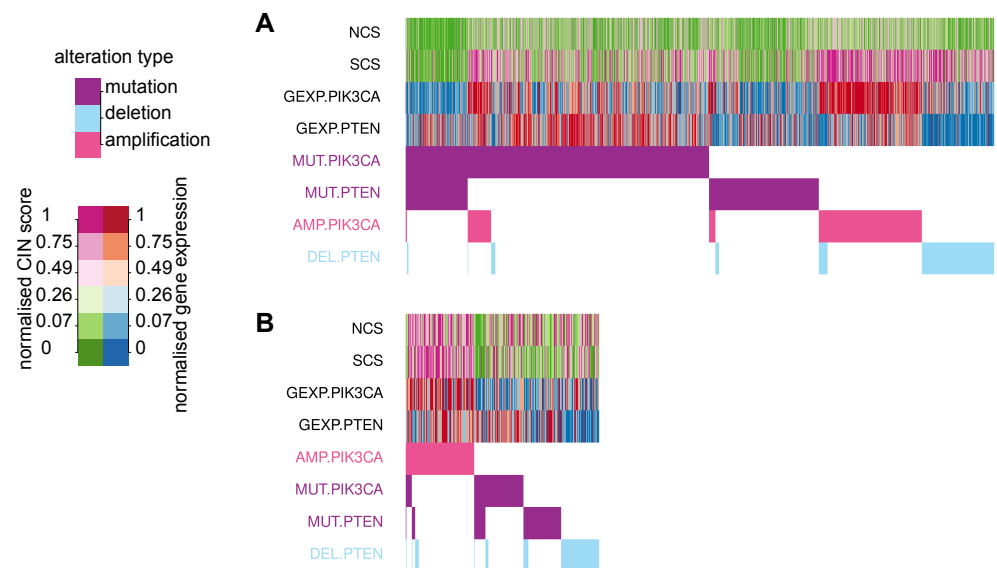 alteration type
mutation
deletion
amplification
normalised CIN score
1 1
0.75 0.75
0.49 0.49
0.26 0.26
0.07 0.07
0 0
normalised gene expression
A
NCS
SCS
GEXP.PIK3CA
GEXP.PTEN
MUT.PIK3CA
MUT.PTEN
AMP.PIK3CA
DEL.PTEN
B
NCS
SCS
GEXP.PIK3CA
GEXP.PTEN
AMP.PIK3CA
MUT.PIK3CA
MUT.PTEN
DEL.PTEN